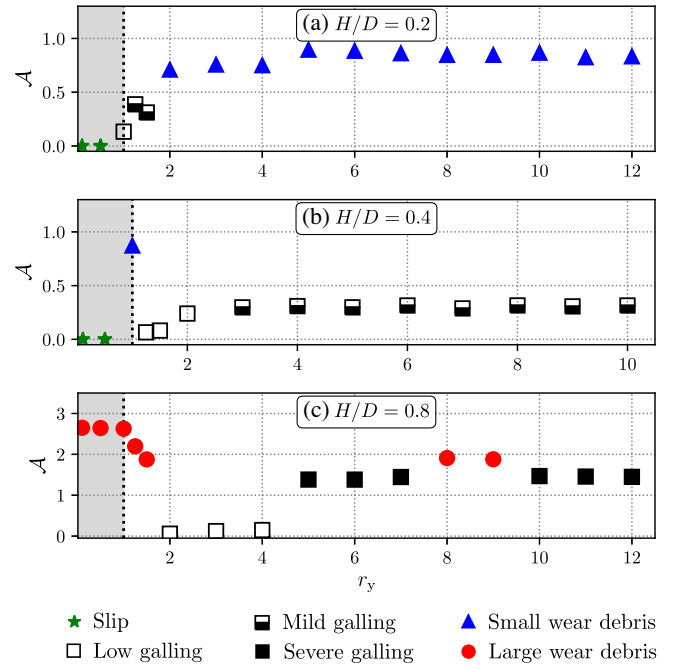 (a) H/D = 0.2
1.0
0.5
0.0
𝒜
2 4 6 8 10 12
(b) H/D = 0.4
1.0
0.5
0.0
𝒜
2 4 6 8 10
(c) H/D = 0.8
3
2
1
0
𝒜
2 4 6 8 10 12
r_y
Slip Mild galling Small wear debris
Low galling Severe galling Large wear debris